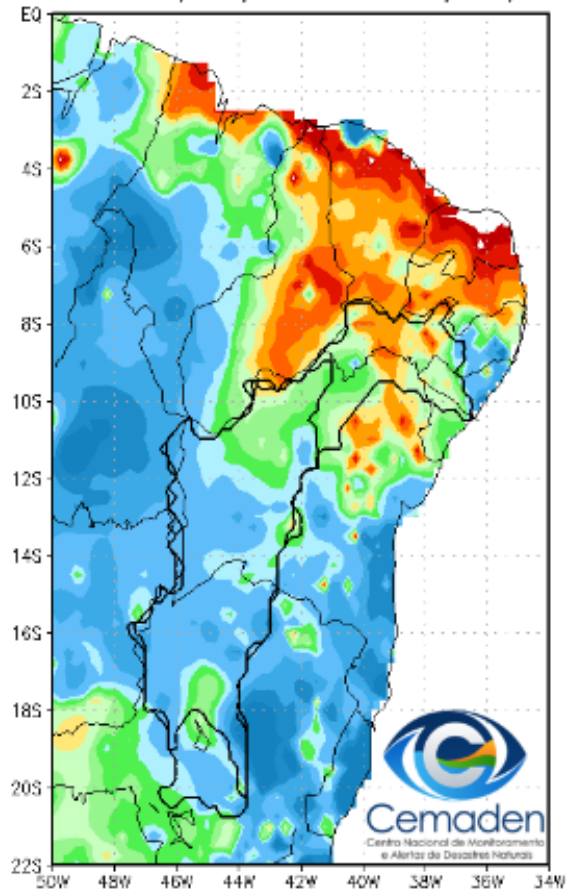 EQ
2S
4S
6S
8S
10S
12S
14S
16S
18S
20S
22S
50W 48W 46W 44W 42W 40W 38W 36W 34W
Cemaden
Centro Nacional de Monitoramento
e Alertas de Desastres Naturais